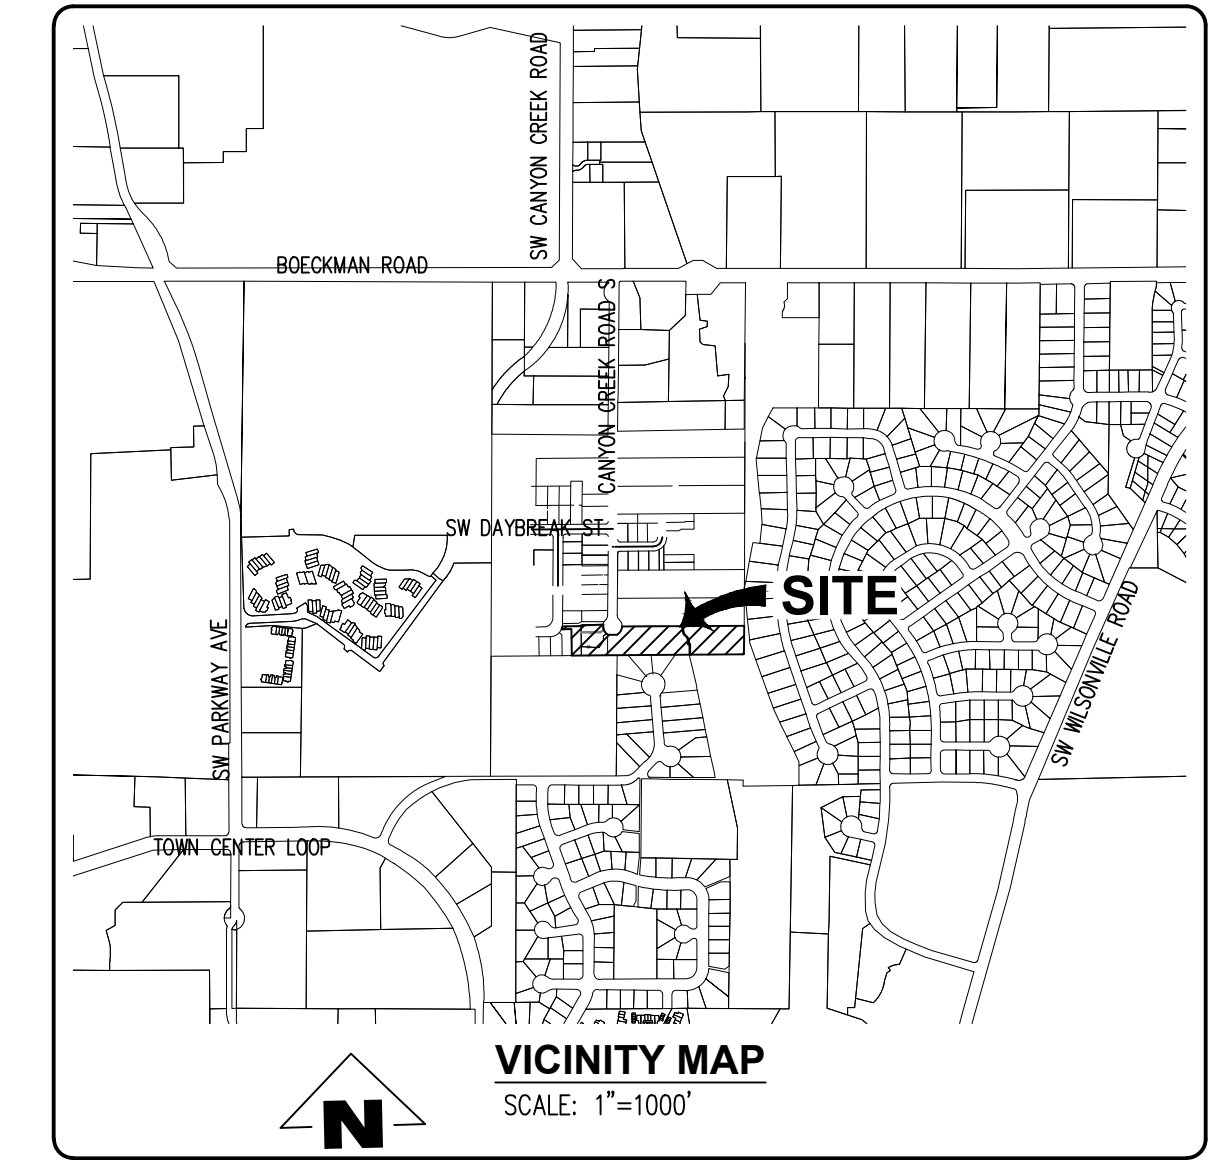 SW CANYON CREEK ROAD
BOECKMAN ROAD
CANYON CREEK ROAD S
SW DAYBREAK ST
SITE
SW WILSONVILLE ROAD
SW PARKWAY AVE
TOWN CENTER LOOP
VICINITY MAP
SCALE: 1"=1000'
N